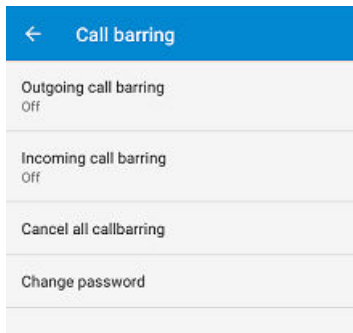 Call barring
Outgoing call barring
Off
Incoming call barring
Off
Cancel all callbarring
Change password